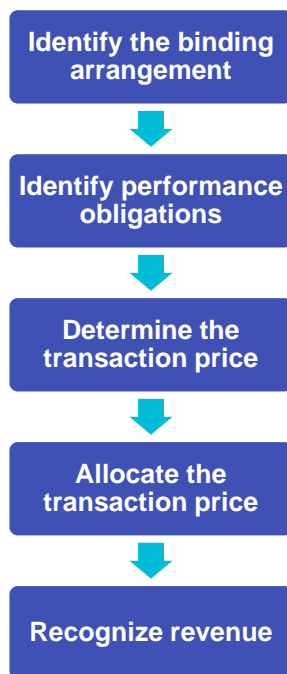 Identify the binding
arrangement
Identify performance
obligations
Determine the
transaction price
Allocate the
transaction price
Recognize revenue